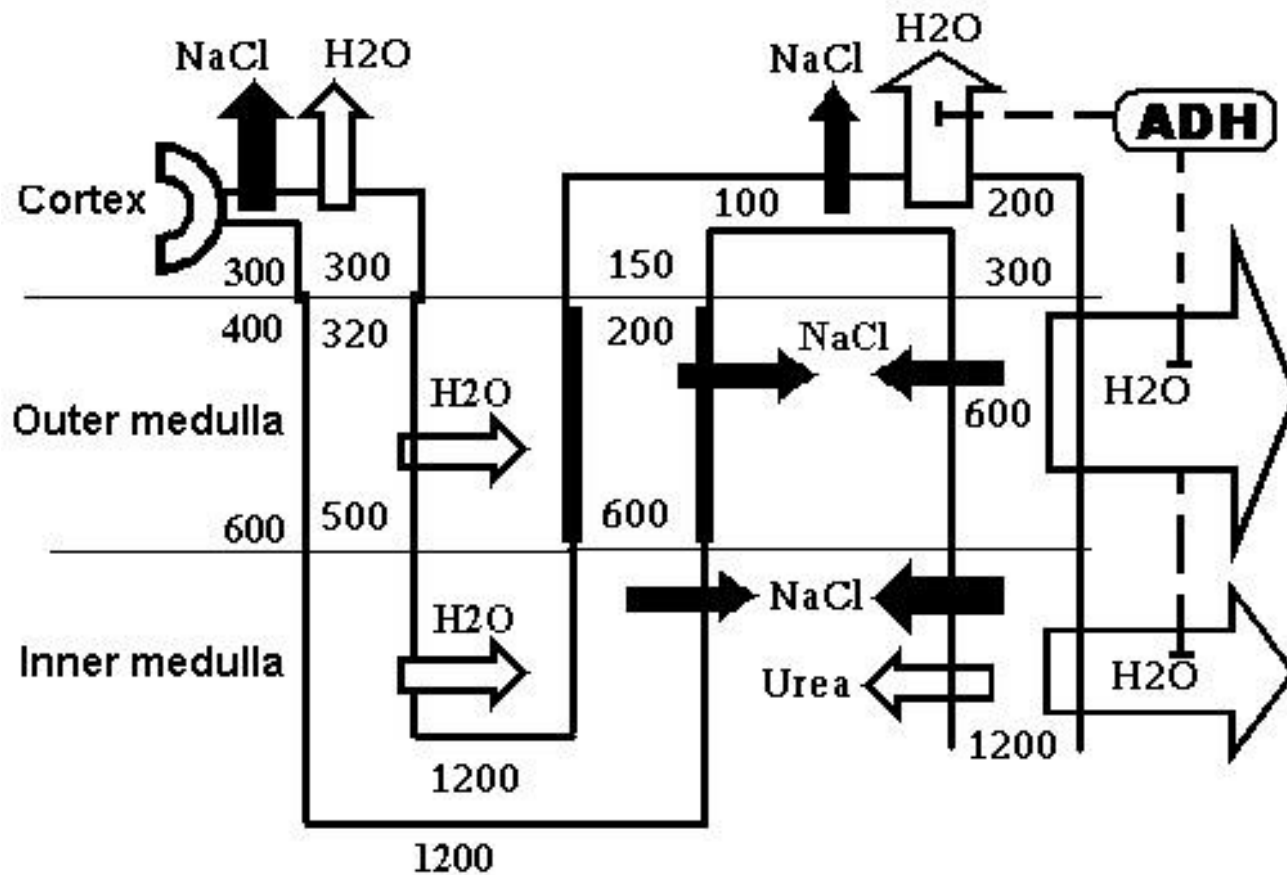 NaCl
H2O
NaCl
H2O
ADH
Cortex
100
200
300
300
150
300
400
320
200
NaCl
H2O
H2O
600
Outer medulla
600
500
600
NaCl
H2O
Inner medulla
Urea
H2O
1200
1200
1200